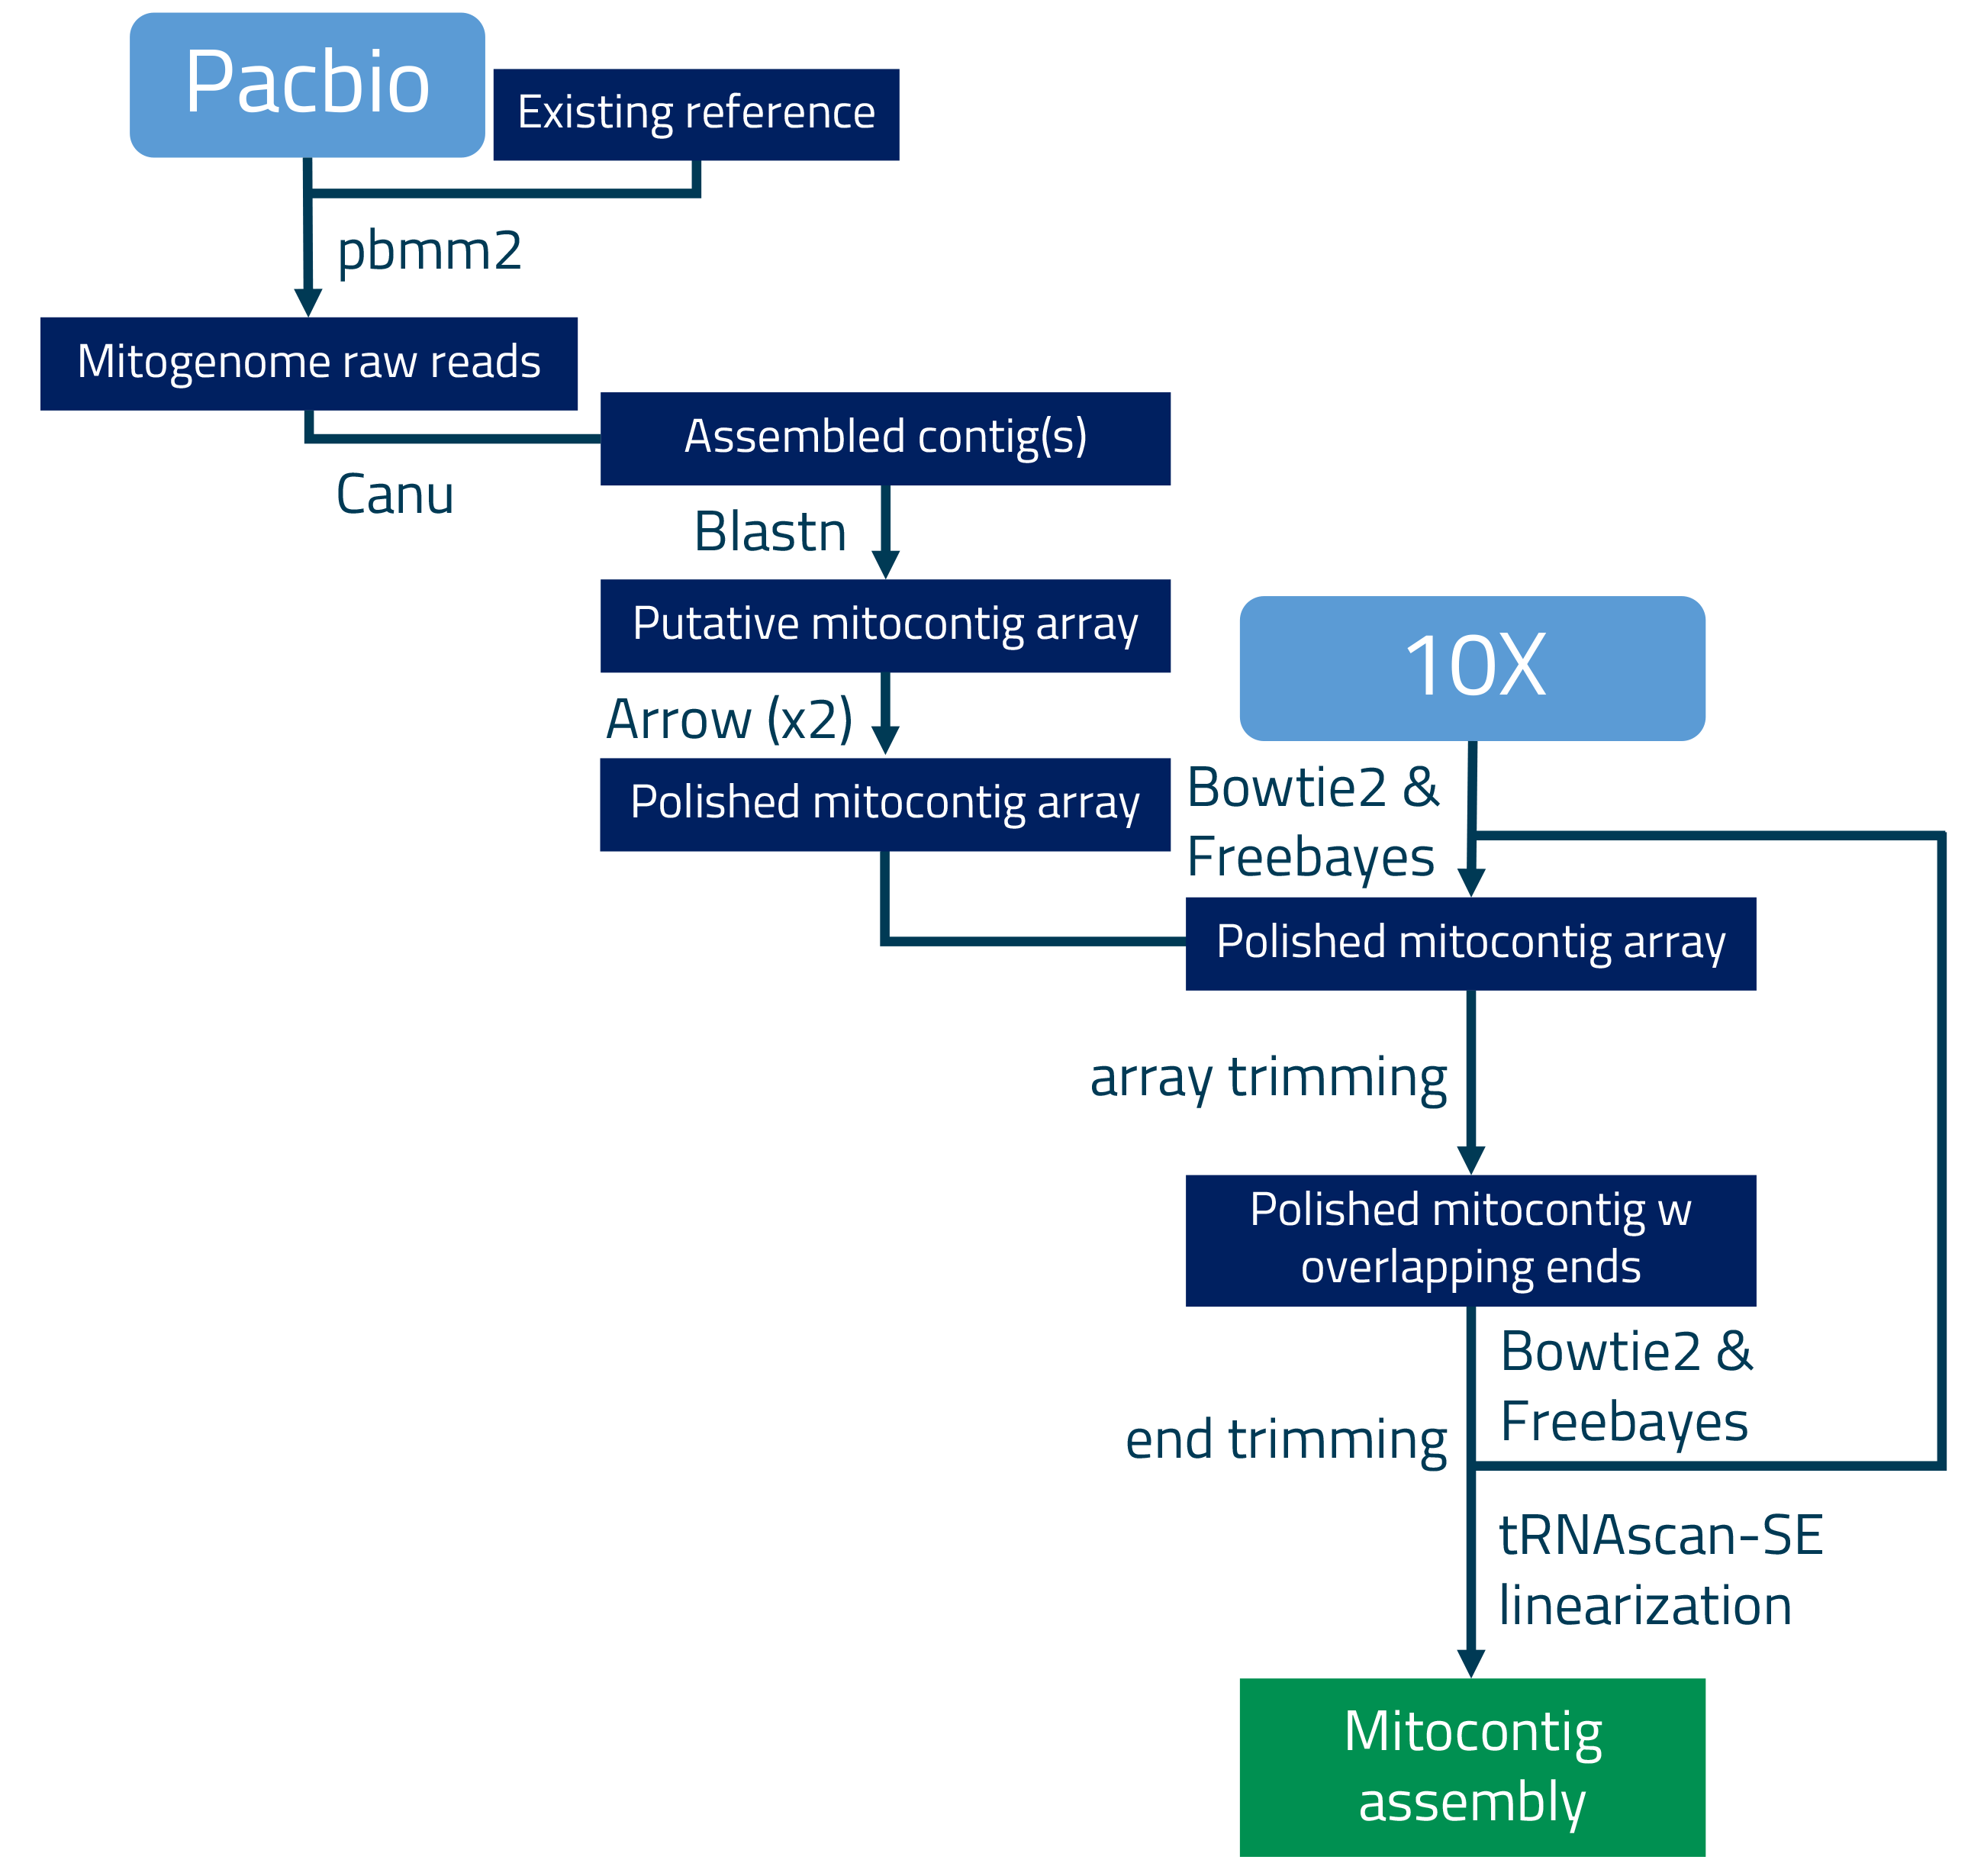 Pacbio
Existing reference
pbmm2
Mitogenome raw reads
Canu
Assembled contig(s)
Blastn
Putative mitocontig array
Arrow (x2)
Polished mitocontig array
10X
Bowtie2 &
Freebayes
Polished mitocontig array
array trimming
Polished mitocontig w
overlapping ends
Bowtie2 &
Freebayes
end trimming
tRNAscan-SE
linearization
Mitocontig
assembly